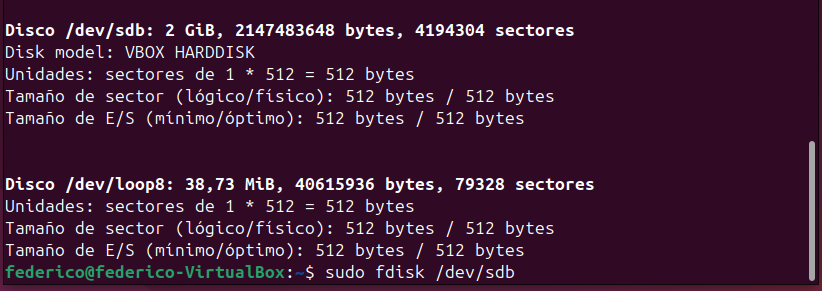 Disco /dev/sdb: 2 GiB, 2147483648 bytes, 4194304 sectores
Disk model: VBOX HARDDISK
Unidades: sectores de 1 * 512 = 512 bytes
Tamaño de sector (lógico/físico): 512 bytes / 512 bytes
Tamaño de E/S (mínimo/óptimo): 512 bytes / 512 bytes
Disco /dev/loop8: 38,73 MiB, 40615936 bytes, 79328 sectores
Unidades: sectores de 1 * 512 = 512 bytes
Tamaño de sector (lógico/físico): 512 bytes / 512 bytes
Tamaño de E/S (mínimo/óptimo): 512 bytes / 512 bytes
federico@federico-VirtualBox:~$ sudo fdisk /dev/sdb